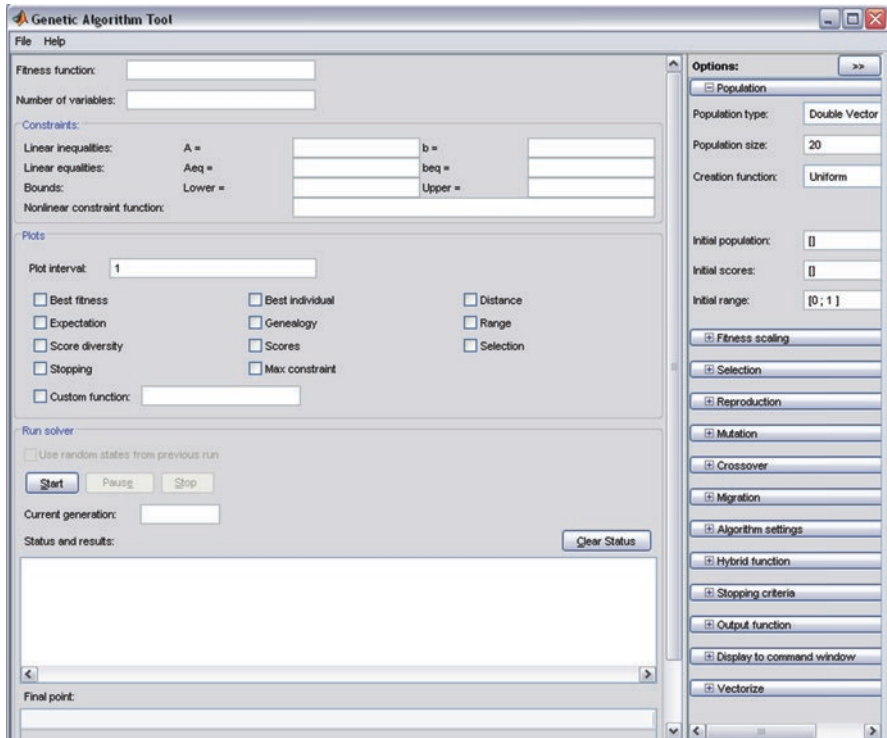 Genetic Algorithm Tool
File Help
Fitness function:
Number of variables:
Constraints:
Linear inequalities: A = b =
Linear equalities: Aeq = beq =
Bounds: Lower = Upper =
Nonlinear constraint function:
Plots
Plot interval: 1
Best fitness Best individual Distance
Expectation Genealogy Range
Score diversity Scores Selection
Stopping Max constraint
Custom function:
Run solver
Use random states from previous run
Start Pause Stop
Current generation:
Status and results: Clear Status
Final point:
Options: >>
Population
Population type: Double Vector
Population size: 20
Creation function: Uniform
Initial population: []
Initial scores: []
Initial range: [0 ; 1 ]
Fitness scaling
Selection
Reproduction
Mutation
Crossover
Migration
Algorithm settings
Hybrid function
Stopping criteria
Output function
Display to command window
Vectorize